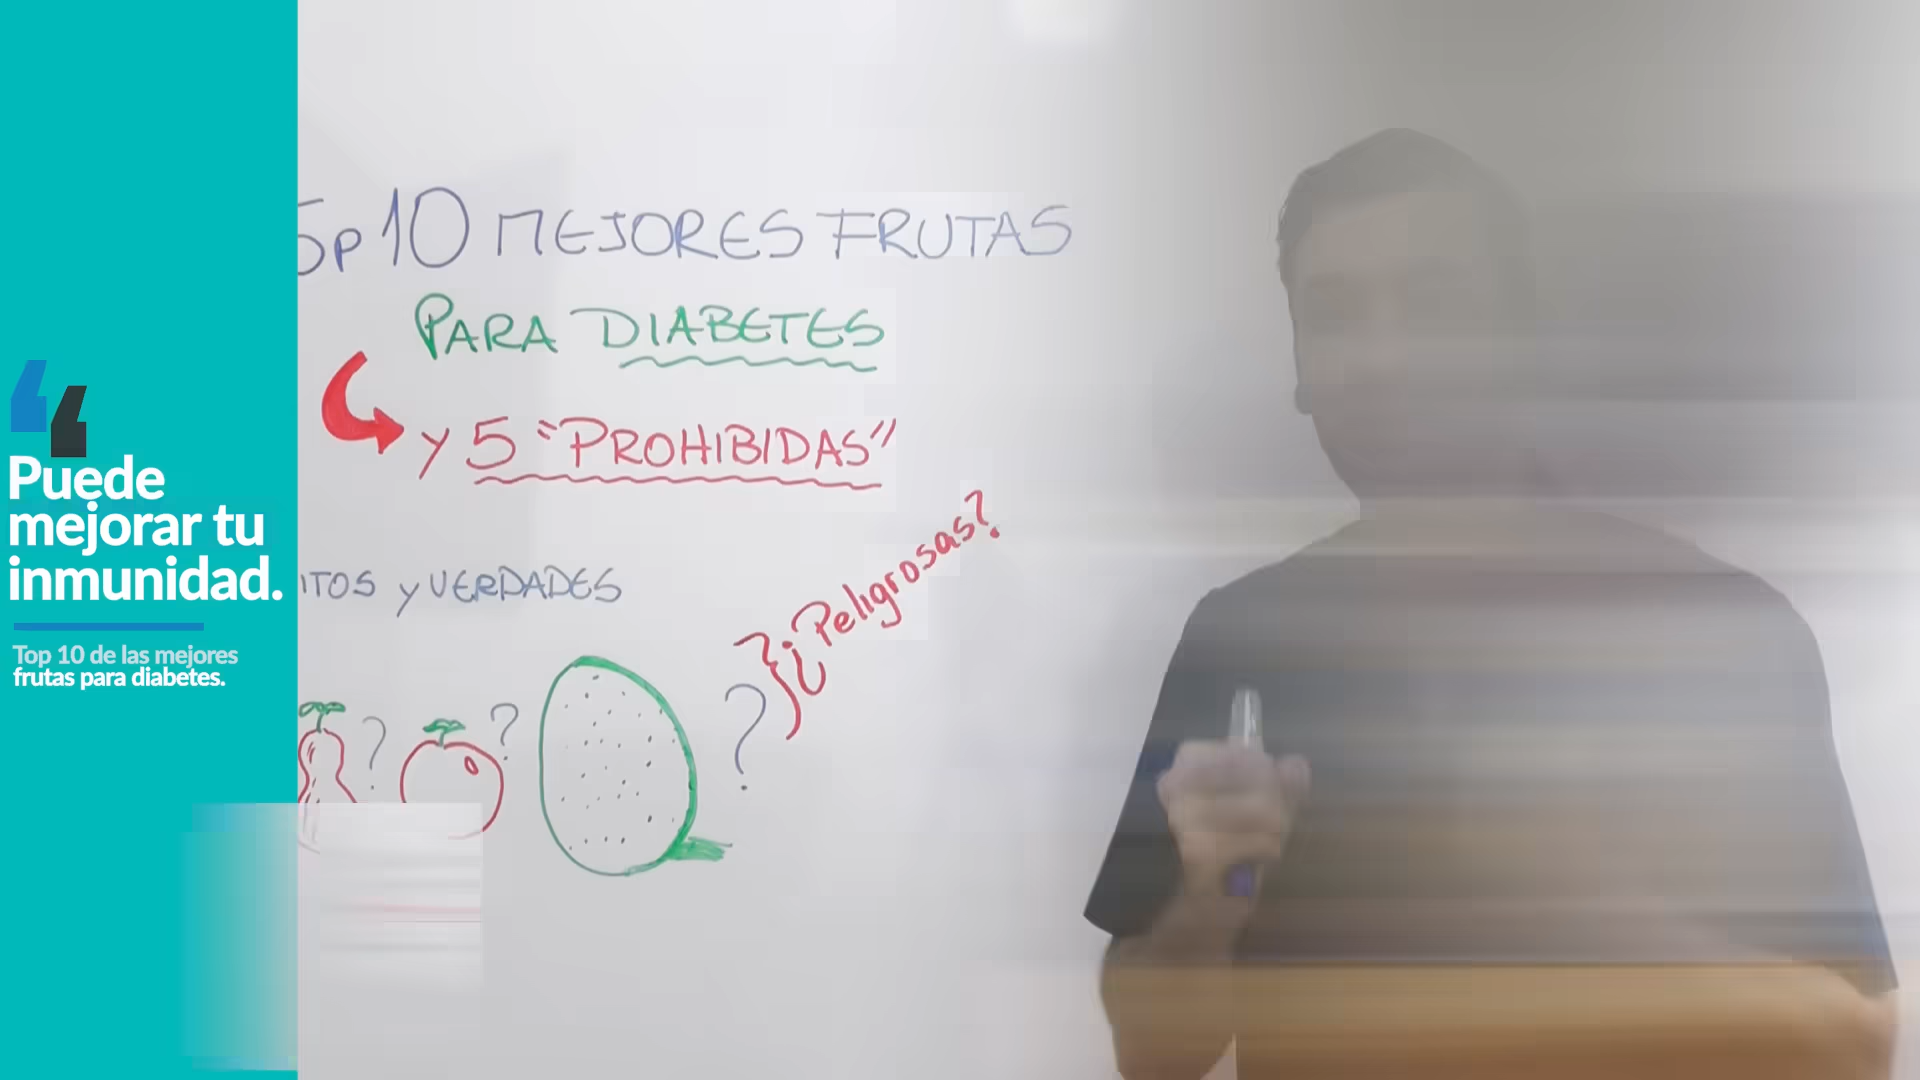 Puede
mejorar tu
inmunidad.
Top 10 de las mejores
frutas para diabetes.
10 MEJORES FRUTAS
PARA DIABETES
y 5 "PROHIBIDAS"
y VERDADES
¿Peligrosas?
? ? ?